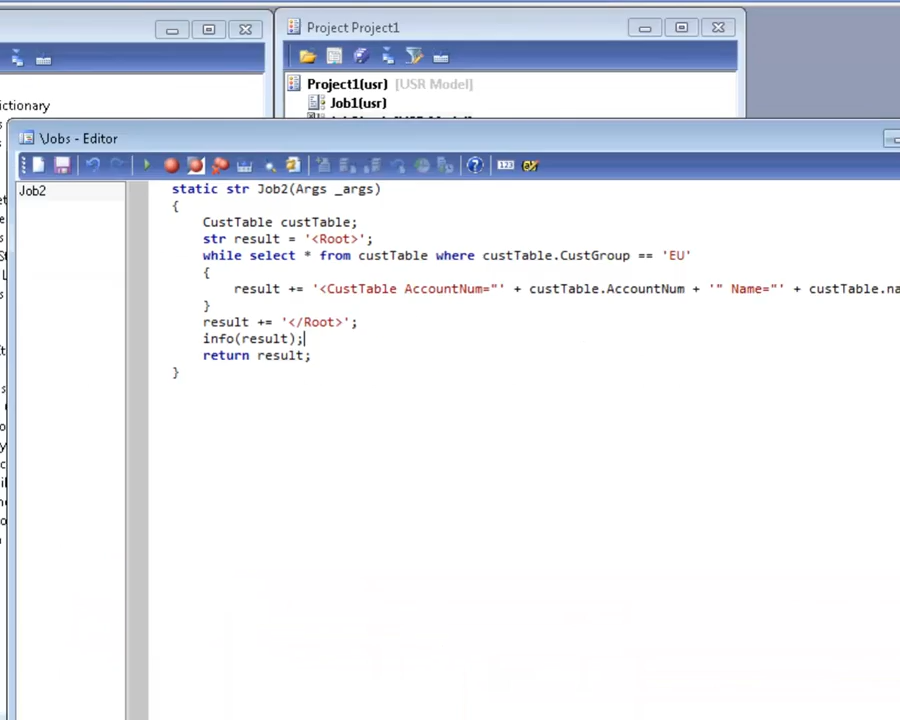 Project Project1
ctionary
Project1(usr) [USR Model]
Job1(usr)
\Jobs - Editor
Job2
static str Job2(Args _args)
{
CustTable custTable;
str result = '<Root>';
while select * from custTable where custTable.CustGroup == 'EU'
{
result += '<CustTable AccountNum="' + custTable.AccountNum + '" Name="' + custTable.na
}
result += '</Root>';
info(result);
return result;
}